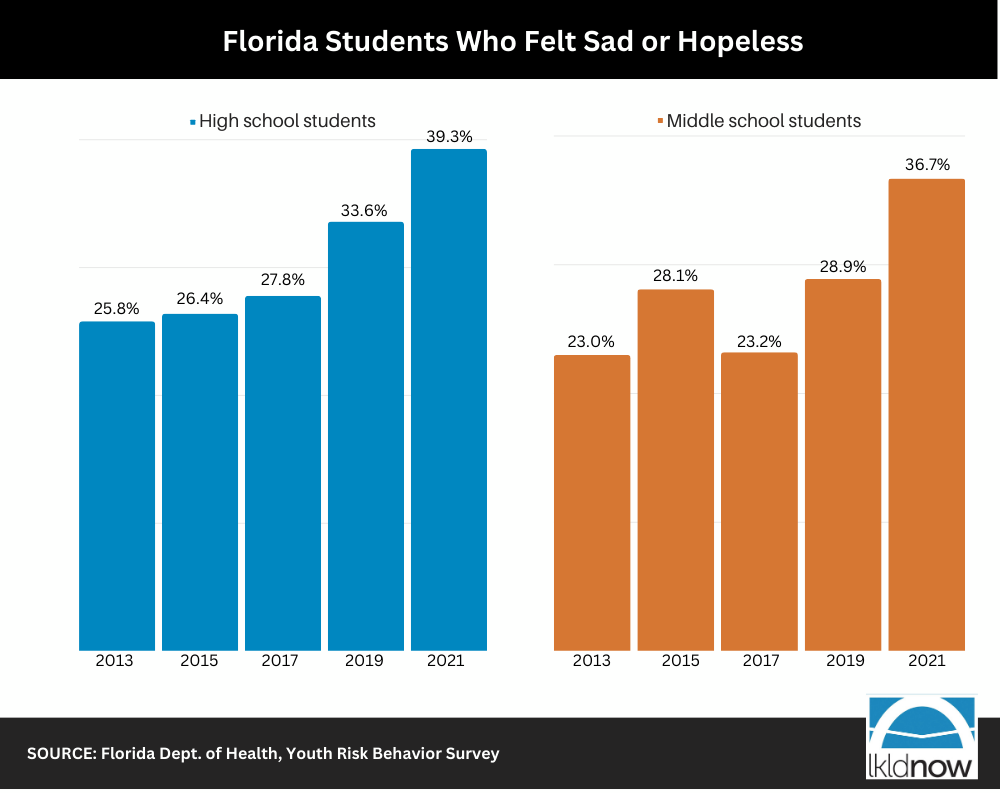 Florida Students Who Felt Sad or Hopeless
High school students
39.3%
33.6%
27.8%
26.4%
25.8%
2013 2015 2017 2019 2021
Middle school students
36.7%
28.9%
28.1%
23.0% 23.2%
2013 2015 2017 2019 2021
SOURCE: Florida Dept. of Health, Youth Risk Behavior Survey
lkldnow